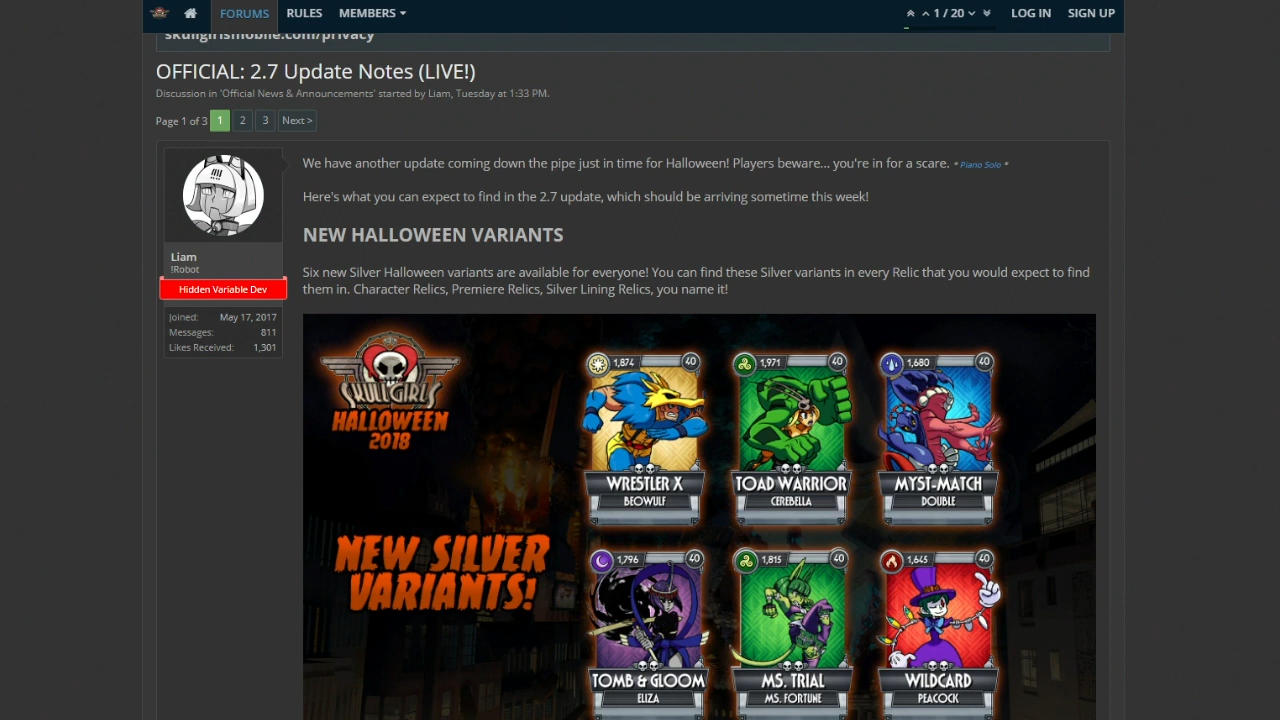 FORUMS RULES MEMBERS 1 / 20 LOG IN SIGN UP
skullgirlsmobile.com/privacy
OFFICIAL: 2.7 Update Notes (LIVE!)
Discussion in 'Official News & Announcements' started by Liam, Tuesday at 1:33 PM.
Page 1 of 3 1 2 3 Next >
We have another update coming down the pipe just in time for Halloween! Players beware... you're in for a scare. *Piano Solo*
Here's what you can expect to find in the 2.7 update, which should be arriving sometime this week!
NEW HALLOWEEN VARIANTS
Six new Silver Halloween variants are available for everyone! You can find these Silver variants in every Relic that you would expect to find
them in. Character Relics, Premiere Relics, Silver Lining Relics, you name it!
Liam
!Robot
Hidden Variable Dev
Joined: May 17, 2017
Messages: 811
Likes Received: 1,301
SKULLGIRLS
HALLOWEEN
2018
NEW SILVER
VARIANTS!
1,874 40
WRESTLER X
BEOWULF
1,971 40
TOAD WARRIOR
CEREBELLA
1,680 40
MYST-MATCH
DOUBLE
1,796 40
TOMB & GLOOM
ELIZA
1,815 40
MS. TRIAL
MS. FORTUNE
1,645 40
WILDCARD
PEACOCK